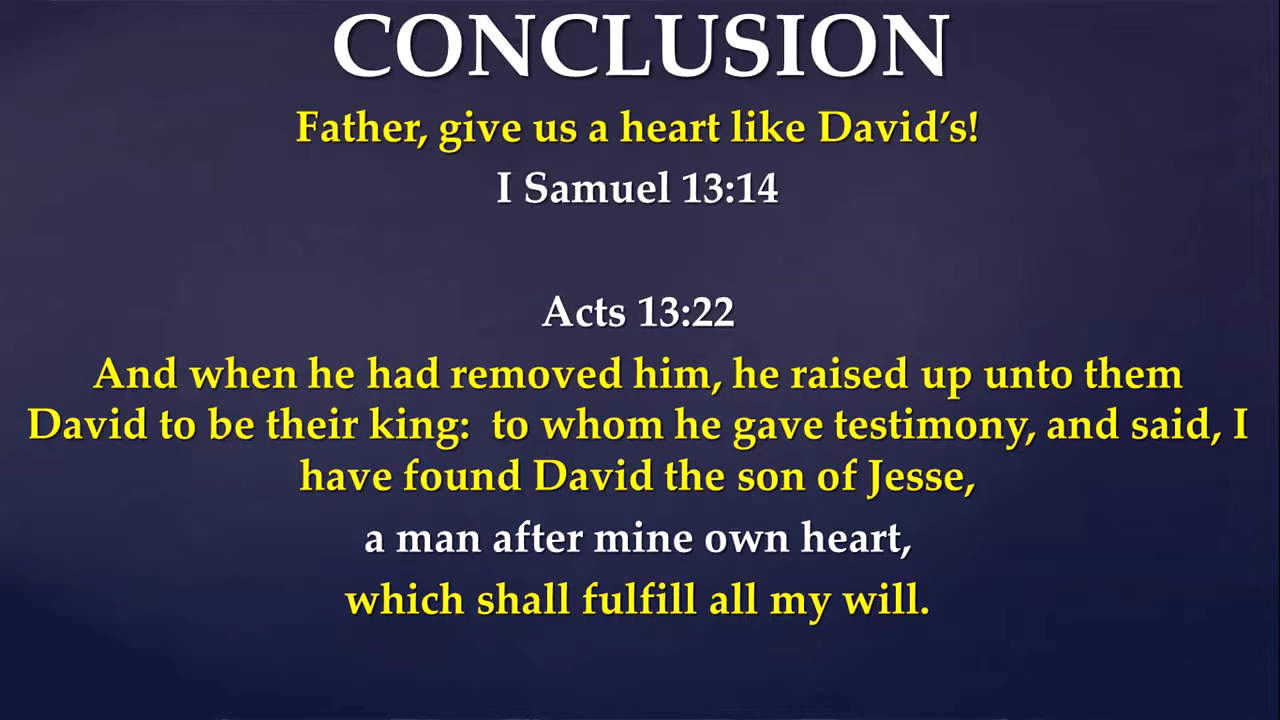 CONCLUSION
Father, give us a heart like David’s!
I Samuel 13:14
Acts 13:22
And when he had removed him, he raised up unto them
David to be their king:  to whom he gave testimony, and said, I
have found David the son of Jesse,
a man after mine own heart,
which shall fulfill all my will.